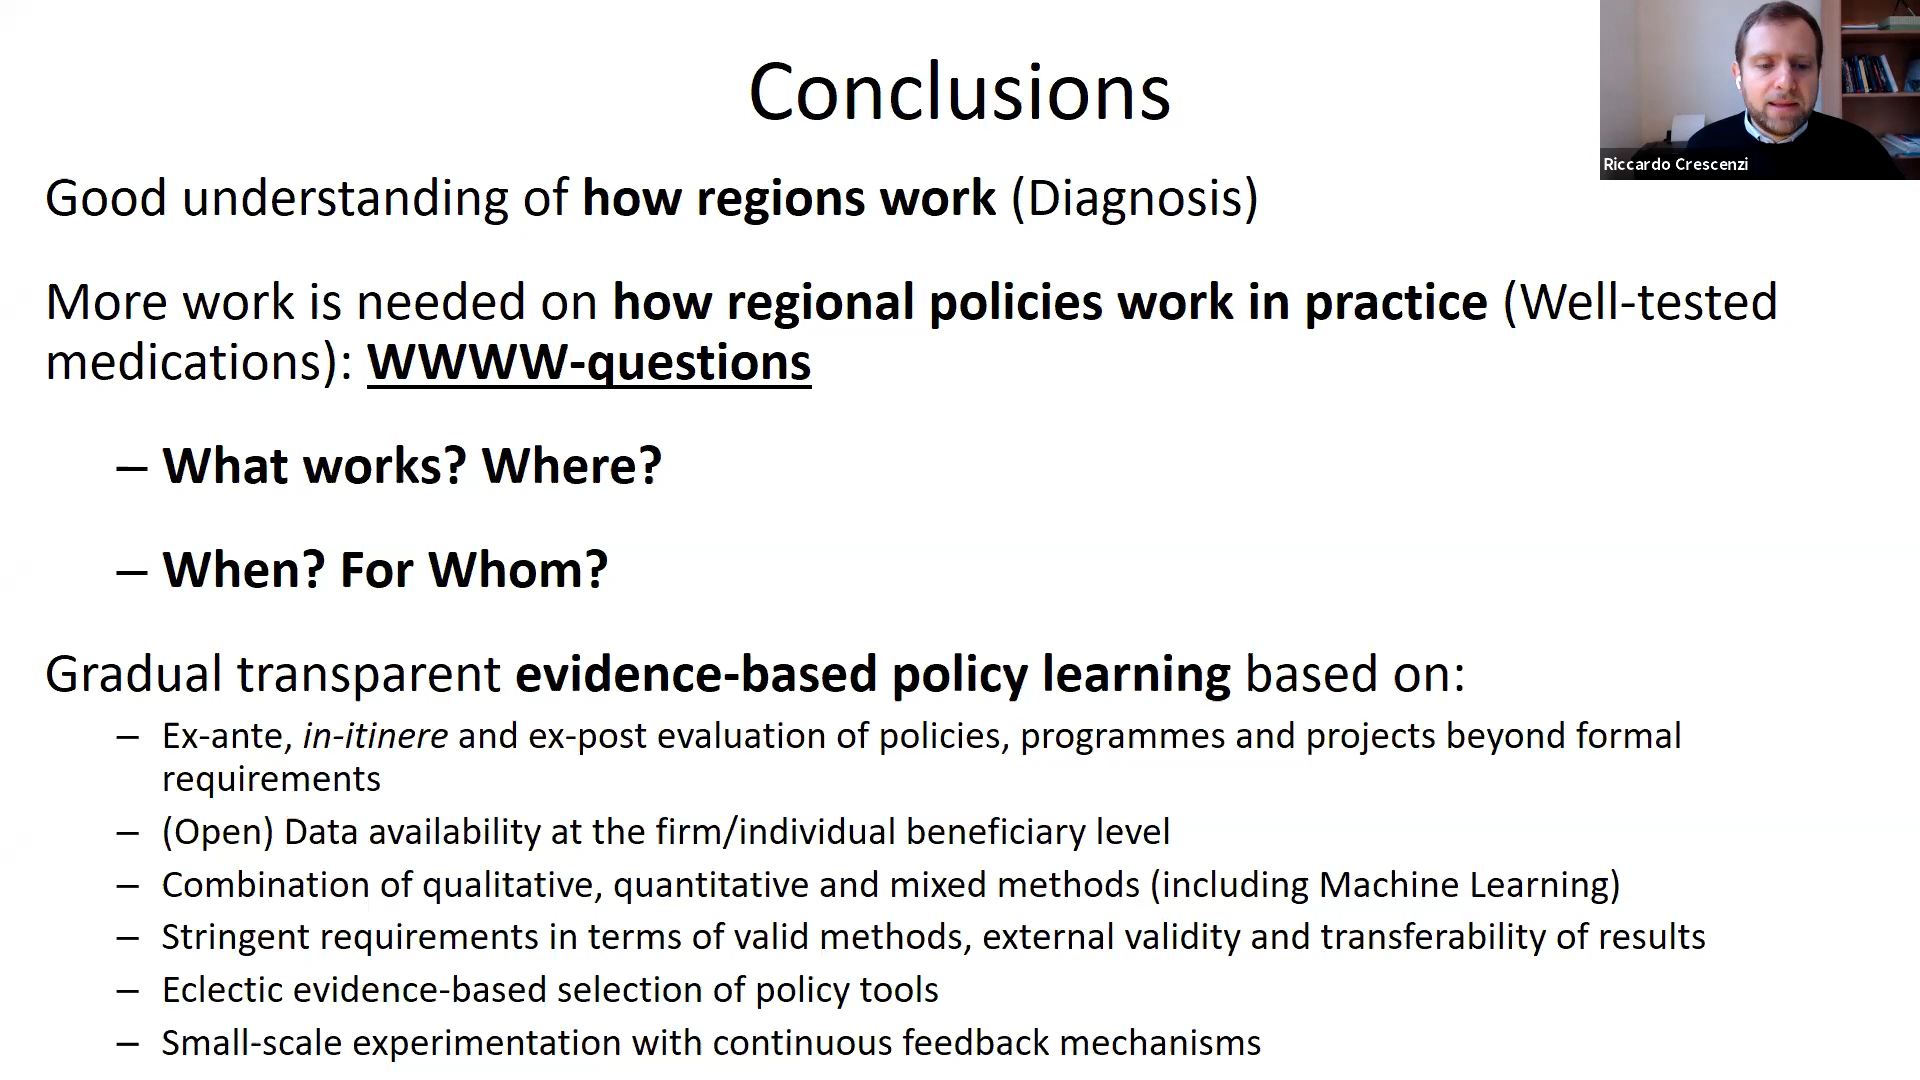 Conclusions
Riccardo Crescenzi
Good understanding of how regions work (Diagnosis)
More work is needed on how regional policies work in practice (Well-tested
medications): WWWW-questions
– What works? Where?
– When? For Whom?
Gradual transparent evidence-based policy learning based on:
– Ex-ante, in-itinere and ex-post evaluation of policies, programmes and projects beyond formal
requirements
– (Open) Data availability at the firm/individual beneficiary level
– Combination of qualitative, quantitative and mixed methods (including Machine Learning)
– Stringent requirements in terms of valid methods, external validity and transferability of results
– Eclectic evidence-based selection of policy tools
– Small-scale experimentation with continuous feedback mechanisms